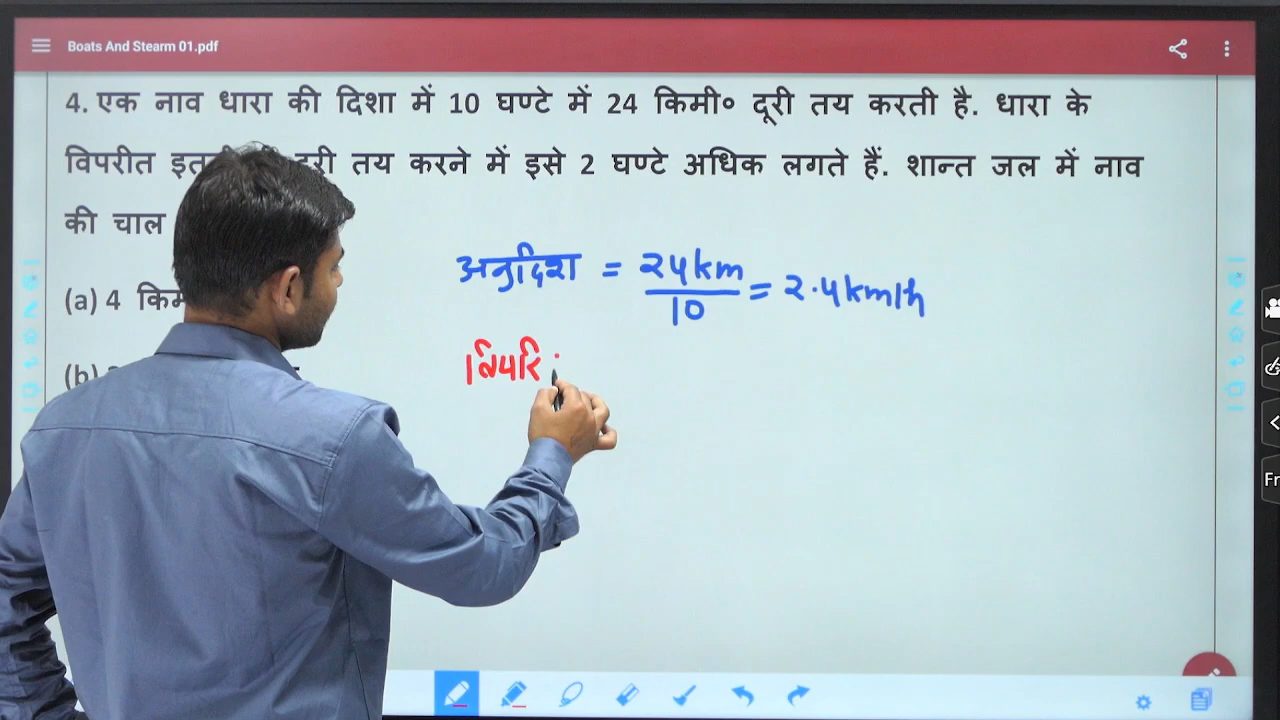 Boats And Stearm 01.pdf
4. एक नाव धारा की दिशा में 10 घण्टे में 24 किमी० दूरी तय करती है. धारा के
विपरीत दूरी तय करने में इसे 2 घण्टे अधिक लगते हैं. शान्त जल में नाव
की चाल
अनुदिश = 24km/10 = 2.4km/h
(a) 4
विपरि
(b)
Fr